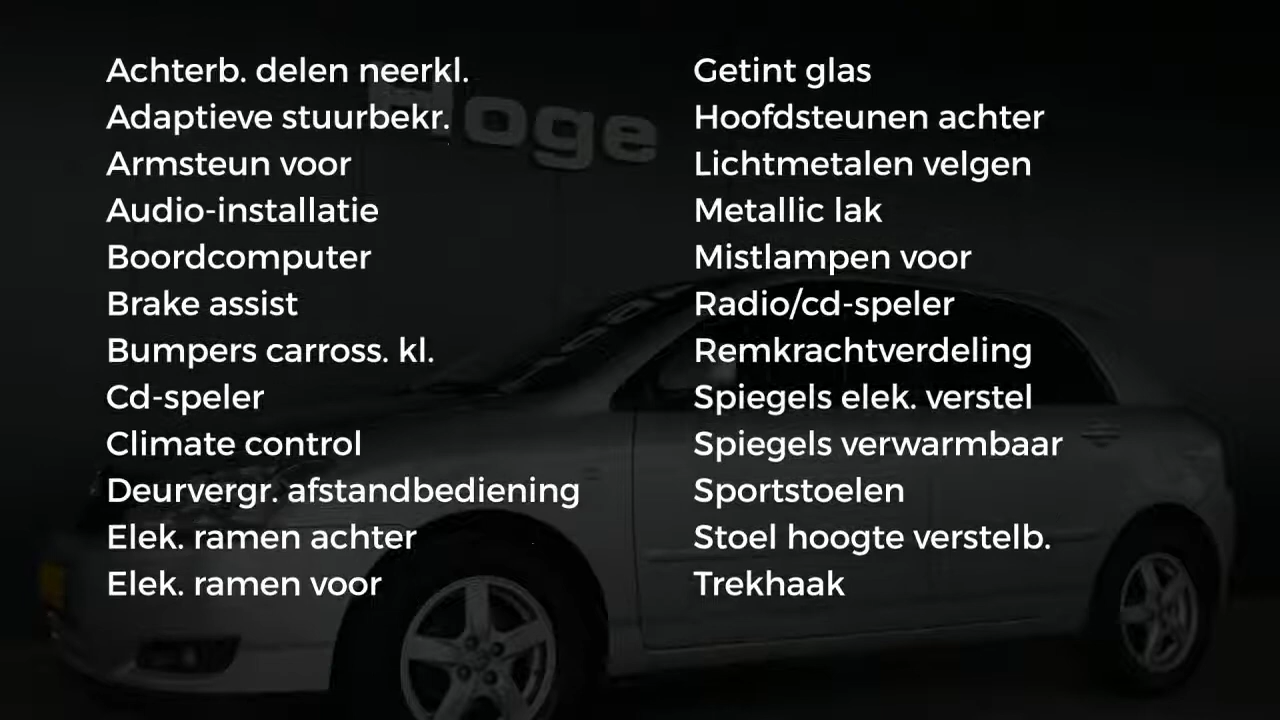 Achterb. delen neerkl.
Adaptieve stuurbekr.
Armsteun voor
Audio-installatie
Boordcomputer
Brake assist
Bumpers carross. kl.
Cd-speler
Climate control
Deurvergr. afstandbediening
Elek. ramen achter
Elek. ramen voor
Getint glas
Hoofdsteunen achter
Lichtmetalen velgen
Metallic lak
Mistlampen voor
Radio/cd-speler
Remkrachtverdeling
Spiegels elek. verstel
Spiegels verwarmbaar
Sportstoelen
Stoel hoogte verstelb.
Trekhaak
Hoge